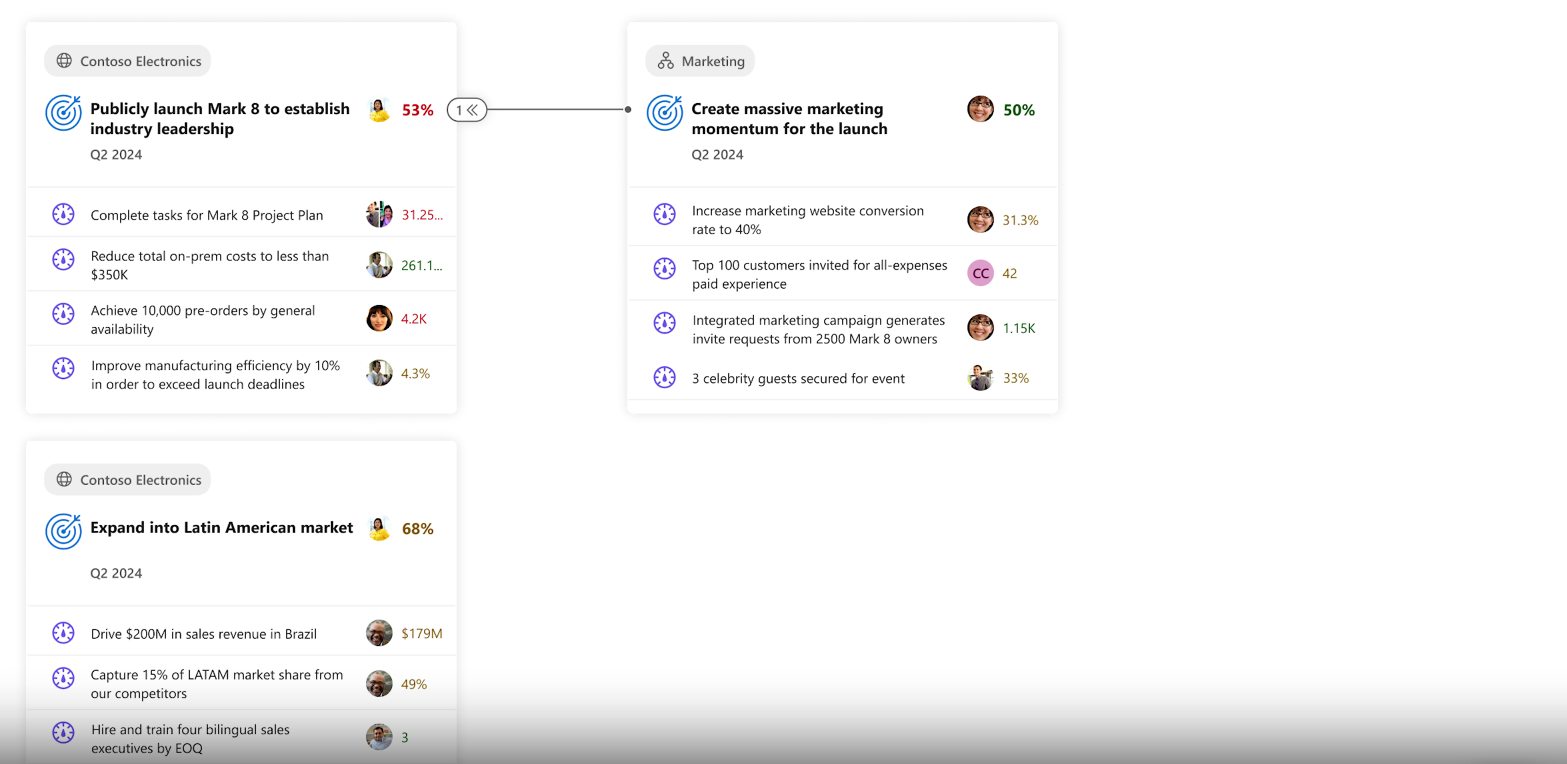 Contoso Electronics
Publicly launch Mark 8 to establish
industry leadership
53%
Q2 2024
Complete tasks for Mark 8 Project Plan
31.25...
Reduce total on-prem costs to less than
$350K
261.1...
Achieve 10,000 pre-orders by general
availability
4.2K
Improve manufacturing efficiency by 10%
in order to exceed launch deadlines
4.3%
1
Marketing
Create massive marketing
momentum for the launch
50%
Q2 2024
Increase marketing website conversion
rate to 40%
31.3%
Top 100 customers invited for all-expenses
paid experience
CC
42
Integrated marketing campaign generates
invite requests from 2500 Mark 8 owners
1.15K
3 celebrity guests secured for event
33%
Contoso Electronics
Expand into Latin American market
68%
Q2 2024
Drive $200M in sales revenue in Brazil
$179M
Capture 15% of LATAM market share from
our competitors
49%
Hire and train four bilingual sales
executives by EOQ
3